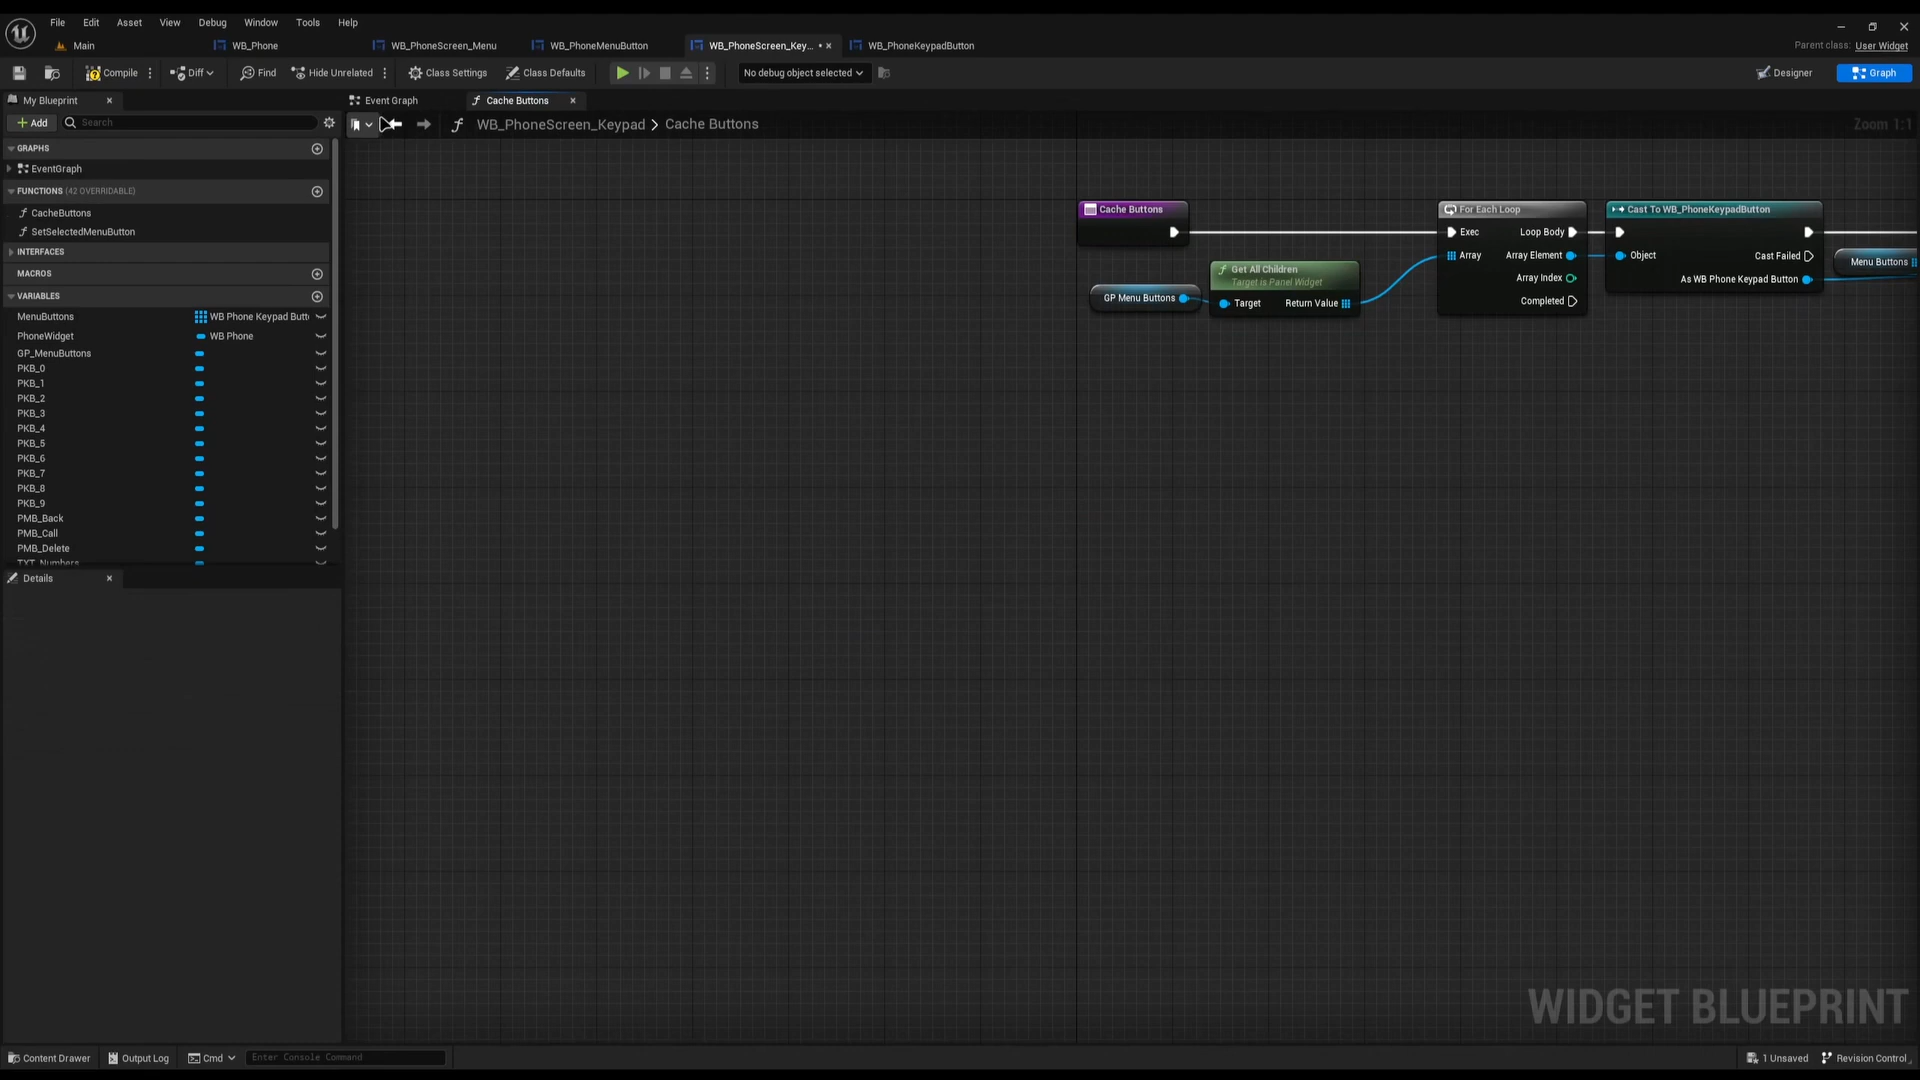 File Edit Asset View Debug Window Tools Help
Main WB_Phone WB_PhoneScreen_Menu WB_PhoneMenuButton WB_PhoneScreen_Key... • × WB_PhoneKeypadButton
Parent class: User Widget
Compile Diff Find Hide Unrelated Class Settings Class Defaults No debug object selected Designer Graph
My Blueprint Event Graph Cache Buttons
+ Add Search
WB_PhoneScreen_Keypad > Cache Buttons
Zoom 1:1
GRAPHS
EventGraph
FUNCTIONS (42 OVERRIDABLE)
CacheButtons
SetSelectedMenuButton
INTERFACES
MACROS
VARIABLES
MenuButtons WB Phone Keypad Butt
PhoneWidget WB Phone
GP_MenuButtons
PKB_0
PKB_1
PKB_2
PKB_3
PKB_4
PKB_5
PKB_6
PKB_7
PKB_8
PKB_9
PMB_Back
PMB_Call
PMB_Delete
TXT_Numbers
Details
Cache Buttons
GP Menu Buttons
Get All Children
Target is Panel Widget
Target Return Value
For Each Loop
Exec Loop Body
Array Array Element
Array Index
Completed
Cast To WB_PhoneKeypadButton
Object Cast Failed
As WB Phone Keypad Button
Menu Buttons
WIDGET BLUEPRINT
Content Drawer Output Log Cmd Enter Console Command 1 Unsaved Revision Control